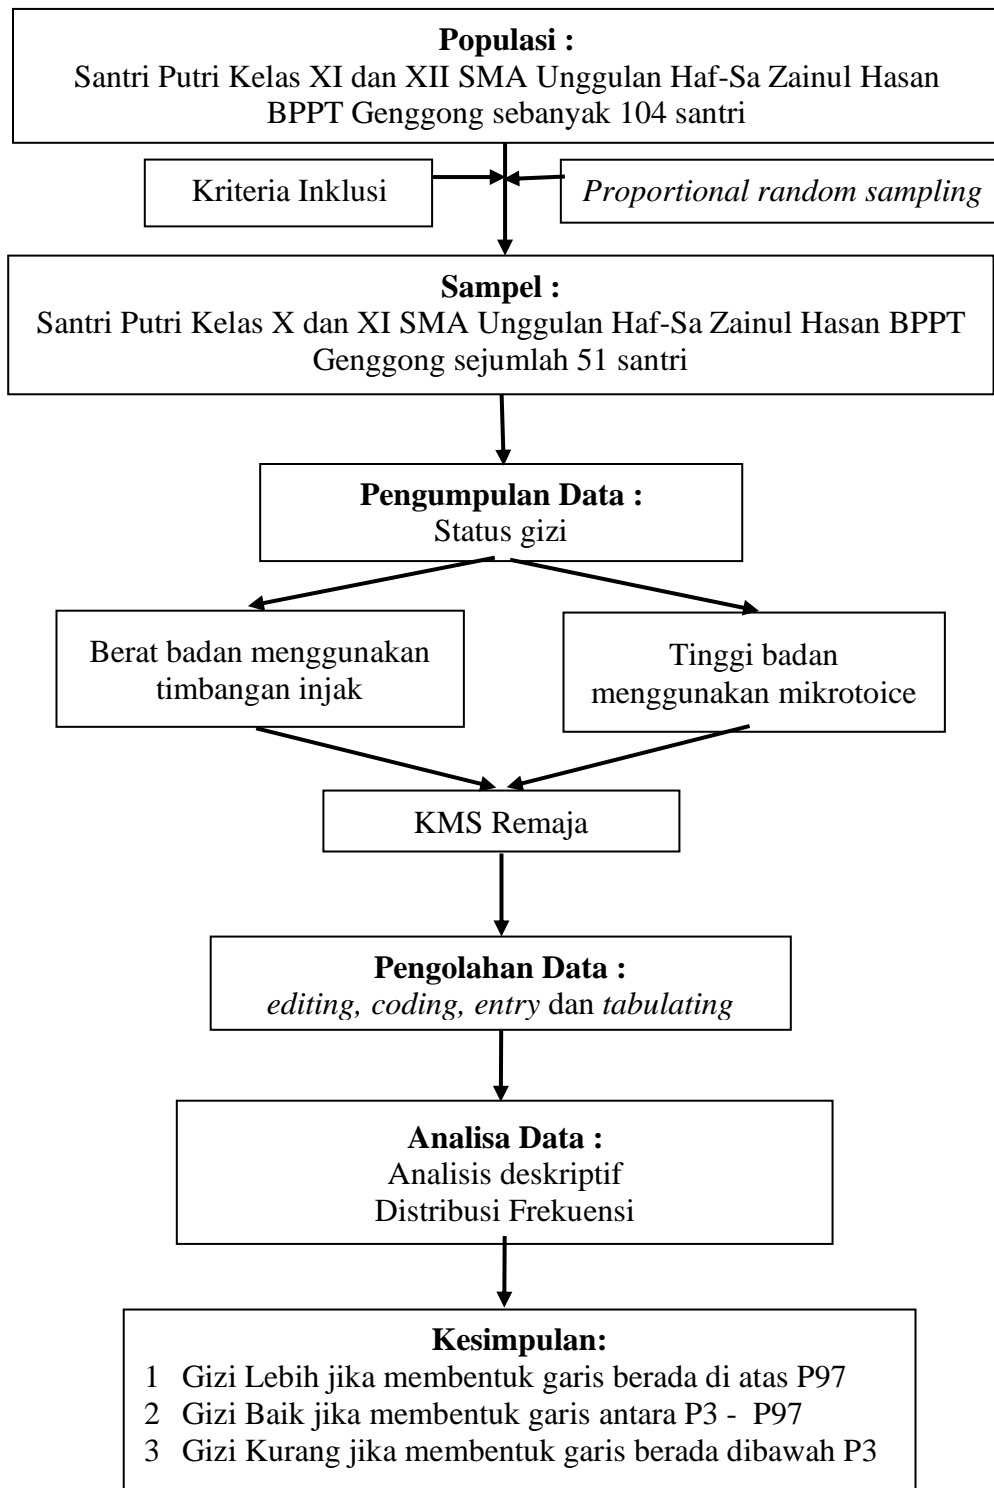 Populasi :
Santri Putri Kelas XI dan XII SMA Unggulan Haf-Sa Zainul Hasan
BPPT Genggong sebanyak 104 santri
Kriteria Inklusi
Proportional random sampling
Sampel :
Santri Putri Kelas X dan XI SMA Unggulan Haf-Sa Zainul Hasan BPPT
Genggong sejumlah 51 santri
Pengumpulan Data :
Status gizi
Berat badan menggunakan
timbangan injak
Tinggi badan
menggunakan mikrotoice
KMS Remaja
Pengolahan Data :
editing, coding, entry dan tabulating
Analisa Data :
Analisis deskriptif
Distribusi Frekuensi
Kesimpulan:
1 Gizi Lebih jika membentuk garis berada di atas P97
2 Gizi Baik jika membentuk garis antara P3 - P97
3 Gizi Kurang jika membentuk garis berada dibawah P3